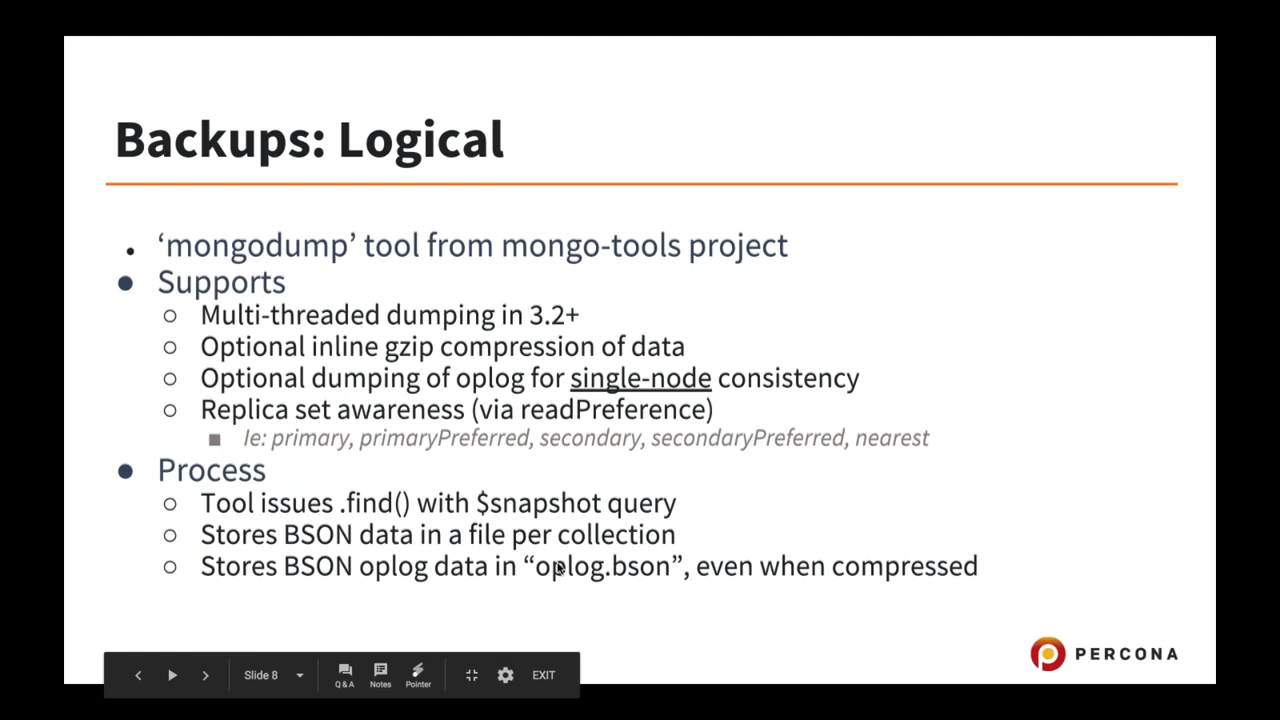 Backups: Logical
‘mongodump’ tool from mongo-tools project
Supports
Multi-threaded dumping in 3.2+
Optional inline gzip compression of data
Optional dumping of oplog for single-node consistency
Replica set awareness (via readPreference)
Ie: primary, primaryPreferred, secondary, secondaryPreferred, nearest
Process
Tool issues .find() with $snapshot query
Stores BSON data in a file per collection
Stores BSON oplog data in “oplog.bson”, even when compressed
PERCONA
Slide 8
Q&A
Notes
Pointer
EXIT